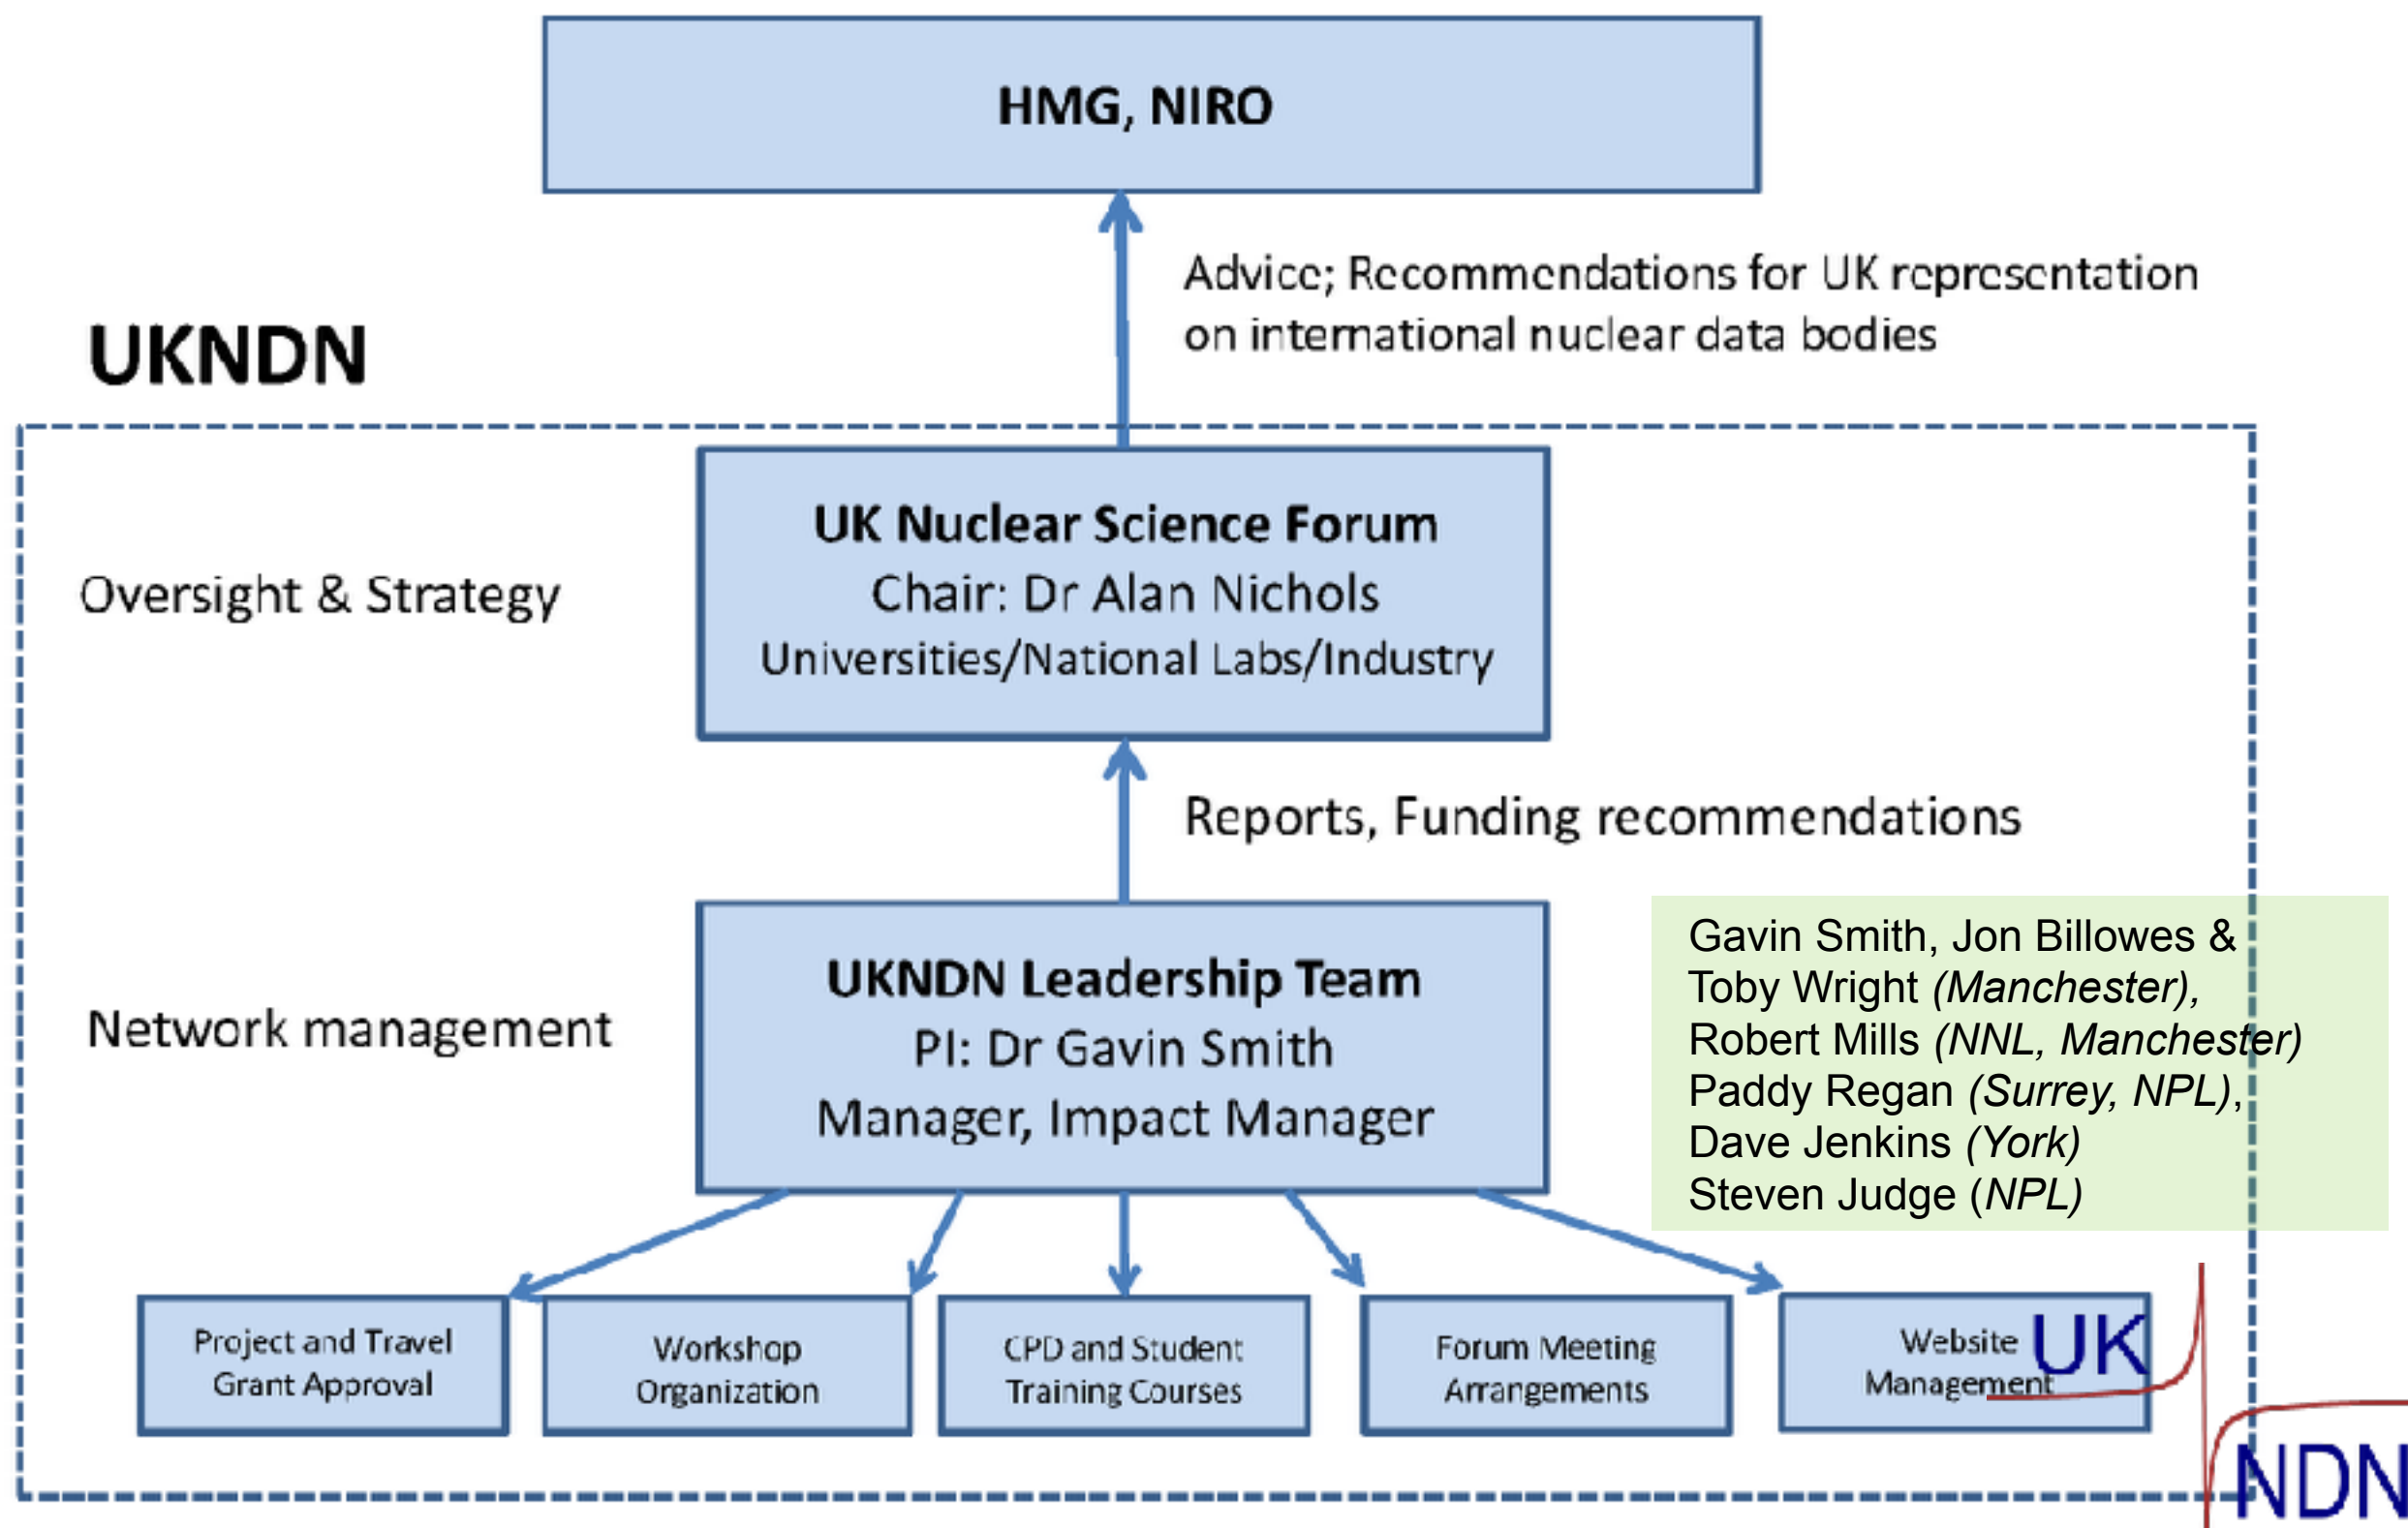 HMG, NIRO
Advice; Recommendations for UK representation
on international nuclear data bodies
UKNDN
UK Nuclear Science Forum
Chair: Dr Alan Nichols
Universities/National Labs/Industry
Oversight & Strategy
Reports, Funding recommendations
UKNDN Leadership Team
PI: Dr Gavin Smith
Manager, Impact Manager
Network management
Gavin Smith, Jon Billowes &
Toby Wright (Manchester),
Robert Mills (NNL, Manchester)
Paddy Regan (Surrey, NPL),
Dave Jenkins (York)
Steven Judge (NPL)
Project and Travel
Grant Approval
Workshop
Organization
CPD and Student
Training Courses
Forum Meeting
Arrangements
Website
Management
UK
NDN